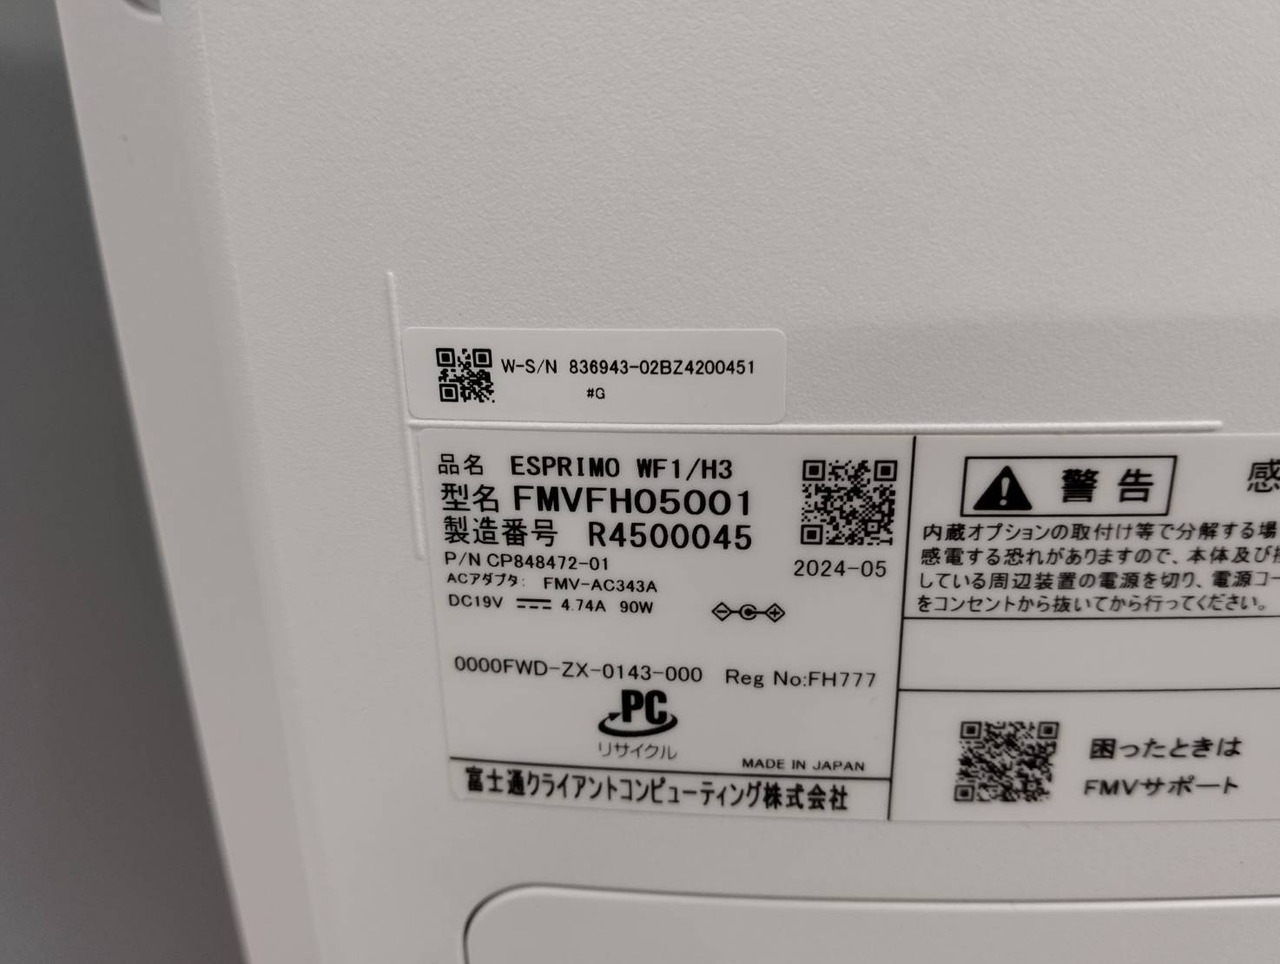 W-S/N 836943-02BZ4200451
#G
品名 ESPRIMO WF1/H3
型名 FMVFH05001
製造番号 R4500045
P/N CP848472-01
2024-05
ACアダプタ: FMV-AC343A
DC19V 4.74A 90W
0000FWD-ZX-0143-000 Reg No:FH777
PC
リサイクル
MADE IN JAPAN
富士通クライアントコンピューティング株式会社
警告
感
内蔵オプションの取付け等で分解する場
感電する恐れがありますので、本体及び接
している周辺装置の電源を切り、電源コー
をコンセントから抜いてから行ってください。
困ったときは
FMVサポート